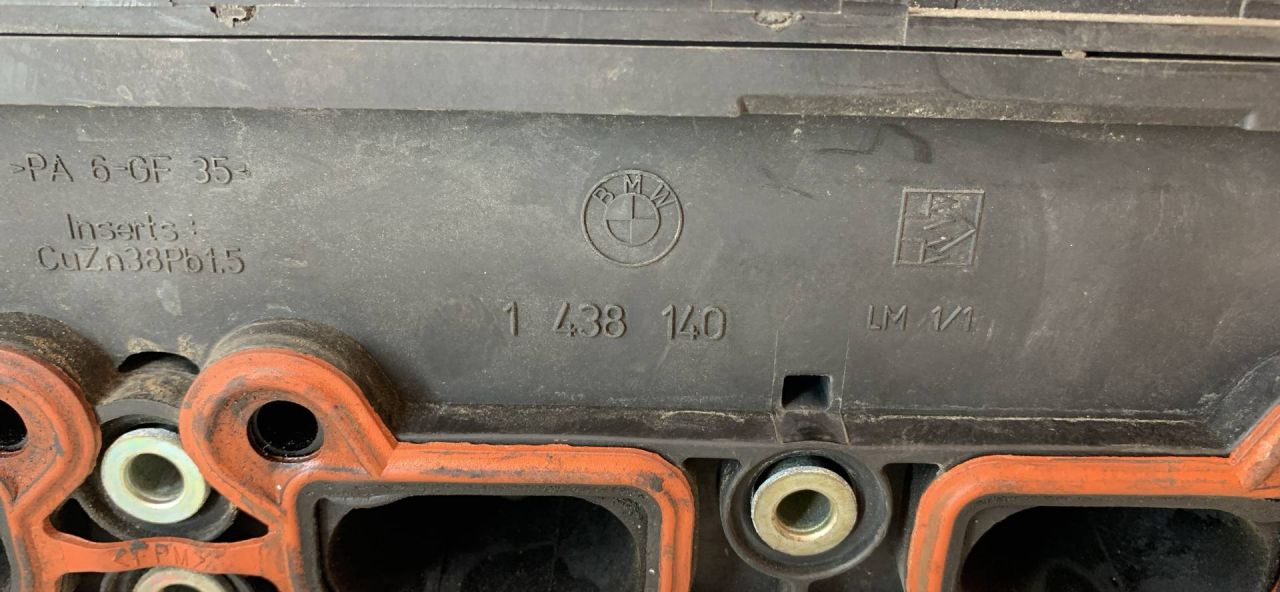 >PA 6-GF 35<
Inserts:
CuZn38Pb1.5
BMW
1 438 140
LM 1/1